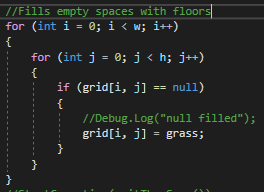 //Fills empty spaces with floors
for (int i = 0; i < w; i++)
{
for (int j = 0; j < h; j++)
{
if (grid[i, j] == null)
{
//Debug.Log("null filled");
grid[i, j] = grass;
}
}
}